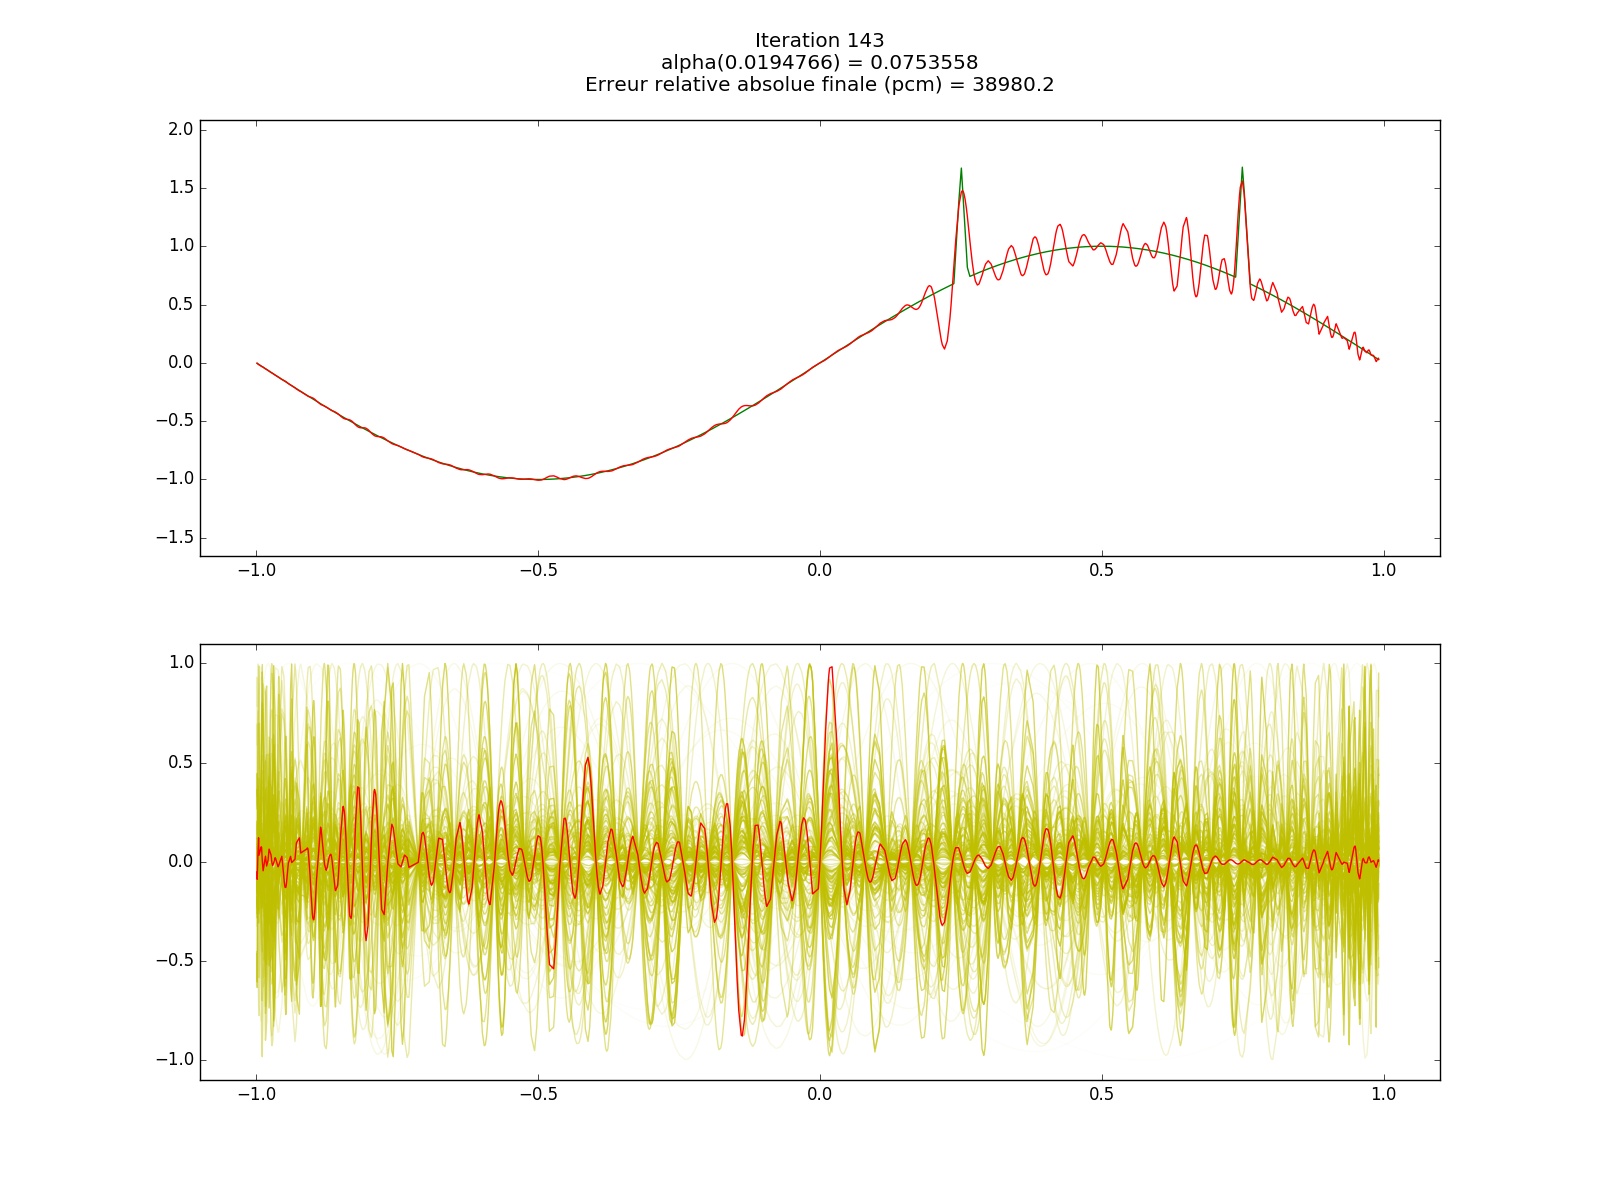 Iteration 143
alpha(0.0194766) = 0.0753558
Erreur relative absolue finale (pcm) = 38980.2
2.0
1.5
1.0
0.5
0.0
−0.5
−1.0
−1.5
−1.0 −0.5 0.0 0.5 1.0
1.0
0.5
0.0
−0.5
−1.0
−1.0 −0.5 0.0 0.5 1.0